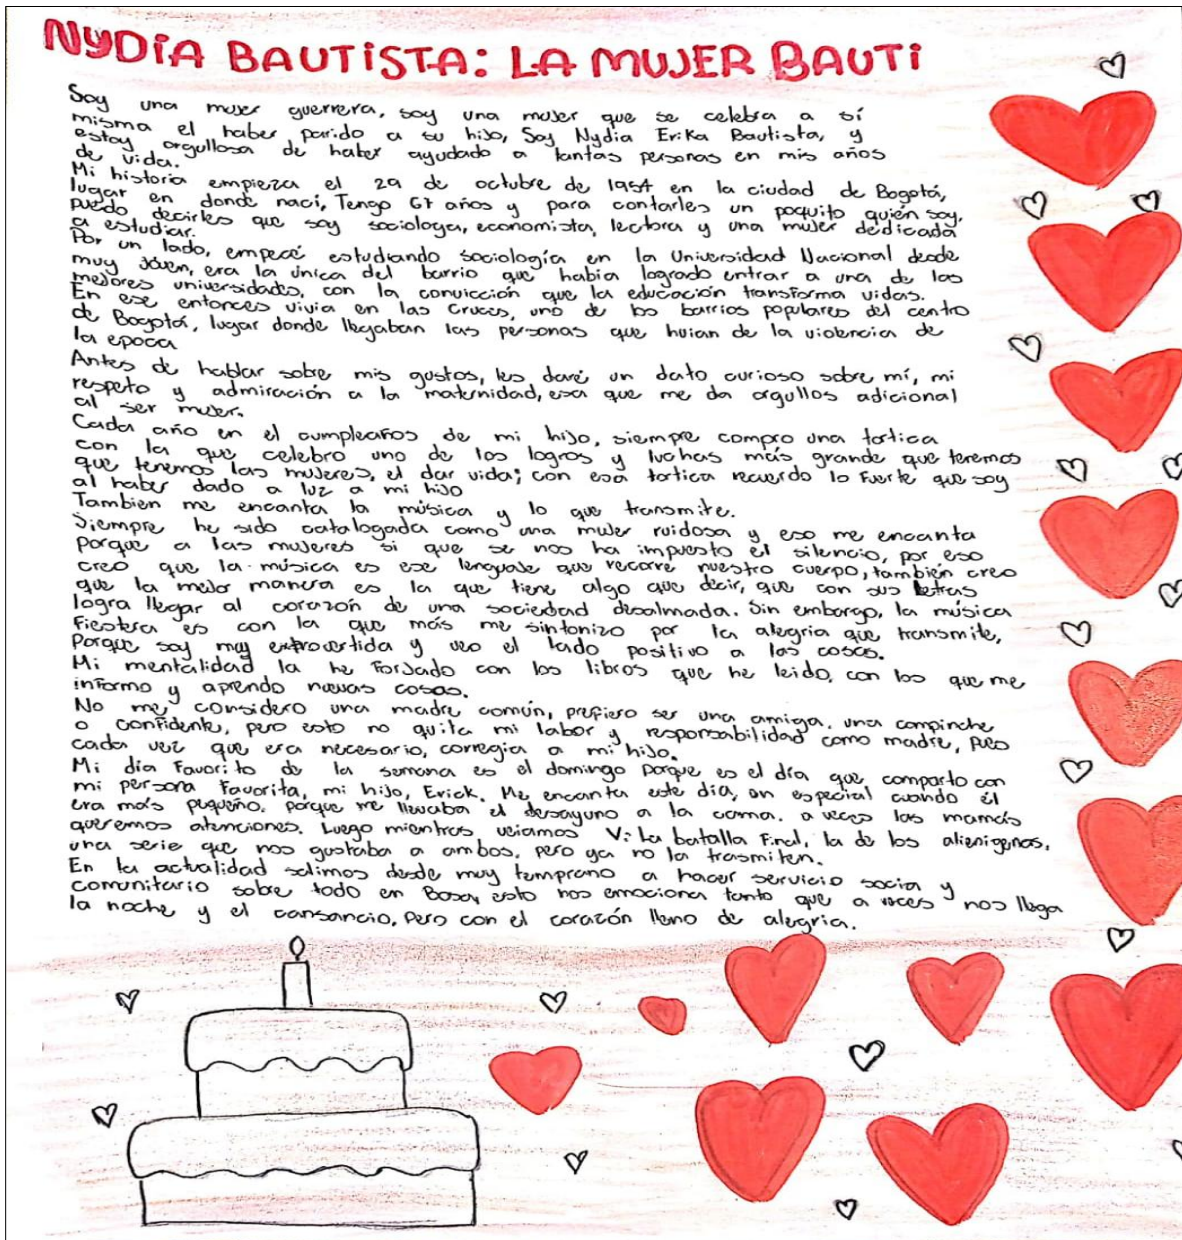 NYDIA BAUTISTA: LA MUJER BAUTI
Soy una mujer guerrera, soy una mujer que se celebra a sí
misma el haber parido a su hijo, Soy Nydia Erika Bautista, y
estoy orgullosa de haber ayudado a tantas personas en mis años
de vida.
Mi historia empieza el 29 de octubre de 1954 en la ciudad de Bogotá,
lugar en donde nací, Tengo 67 años y para contarles un poquito quién soy,
puedo decirles que soy sociologa, economista, lectora y una mujer dedicada
a estudiar.
Por un lado, empecé estudiando sociología en la Universidad Nacional desde
muy jóven, era la única del barrio que habia logrado entrar a una de las
mejores universidades, con la convicción que la educación transforma vidas.
En ese entonces vivia en las Cruces, uno de los barrios populares del centro
de Bogotá, lugar donde llegaban las personas que huian de la violencia de
la epoca
Antes de hablar sobre mis gustos, les daré un dato curioso sobre mí, mi
respeto y admiración a la maternidad, esa que me da orgullos adicional
al ser mujer.
Cada año en el cumpleaños de mi hijo, siempre compro una tortica
con la que celebro uno de los logros y luchas más grande que teremos
que tenemos las mujeres, el dar vida; con esa tortica recuerdo lo fuerte que soy
al haber dado a luz a mi hijo
Tambien me encanta la música y lo que transmite.
Siempre he sido catalogada como una mujer ruidosa y eso me encanta
porque a las mujeres si que se nos ha impuesto el silencio, por eso
creo que la musica es ese lenguaje que recorre nuestro cuerpo, también creo
que la mejor manera es la que tiene algo que decir, que con sus letras
logra llegar al corazón de una sociedad desalmada. Sin embargo, la música
fiestera es con la que más me sintonizo por la alegria que transmite,
porque soy muy extrovertida y veo el lado positivo a las cosas.
Mi mentalidad la he forjado con los libros que he leido, con los que me
informo y aprendo nuevas cosas.
No me considero una madre común, prefiero ser una amiga, una compinche
o confidente, pero esto no quita mi labor y responsabilidad como madre, pues
cada vez que era necesario, corregia a mi hijo.
Mi dia favorito de la semana es el domingo porque es el día que comparto con
mi persona favorita, mi hijo, Erick. Me encanta este día, en especial cuando él
era más pequeño, porque me llevaba el desayuno a la cama, a veces las mamás
queremos atenciones. Luego mientras veiamos V: La batalla final, la de los alienigenas,
una serie que nos gustaba a ambos, pero ya no la trasmiten.
En la actualidad salimos desde muy temprano a hacer servicio socia y
comunitario sobre todo en Bosa, esto nos emociona tanto que a veces nos llega
la noche y el cansancio, pero con el corazón lleno de alegria.